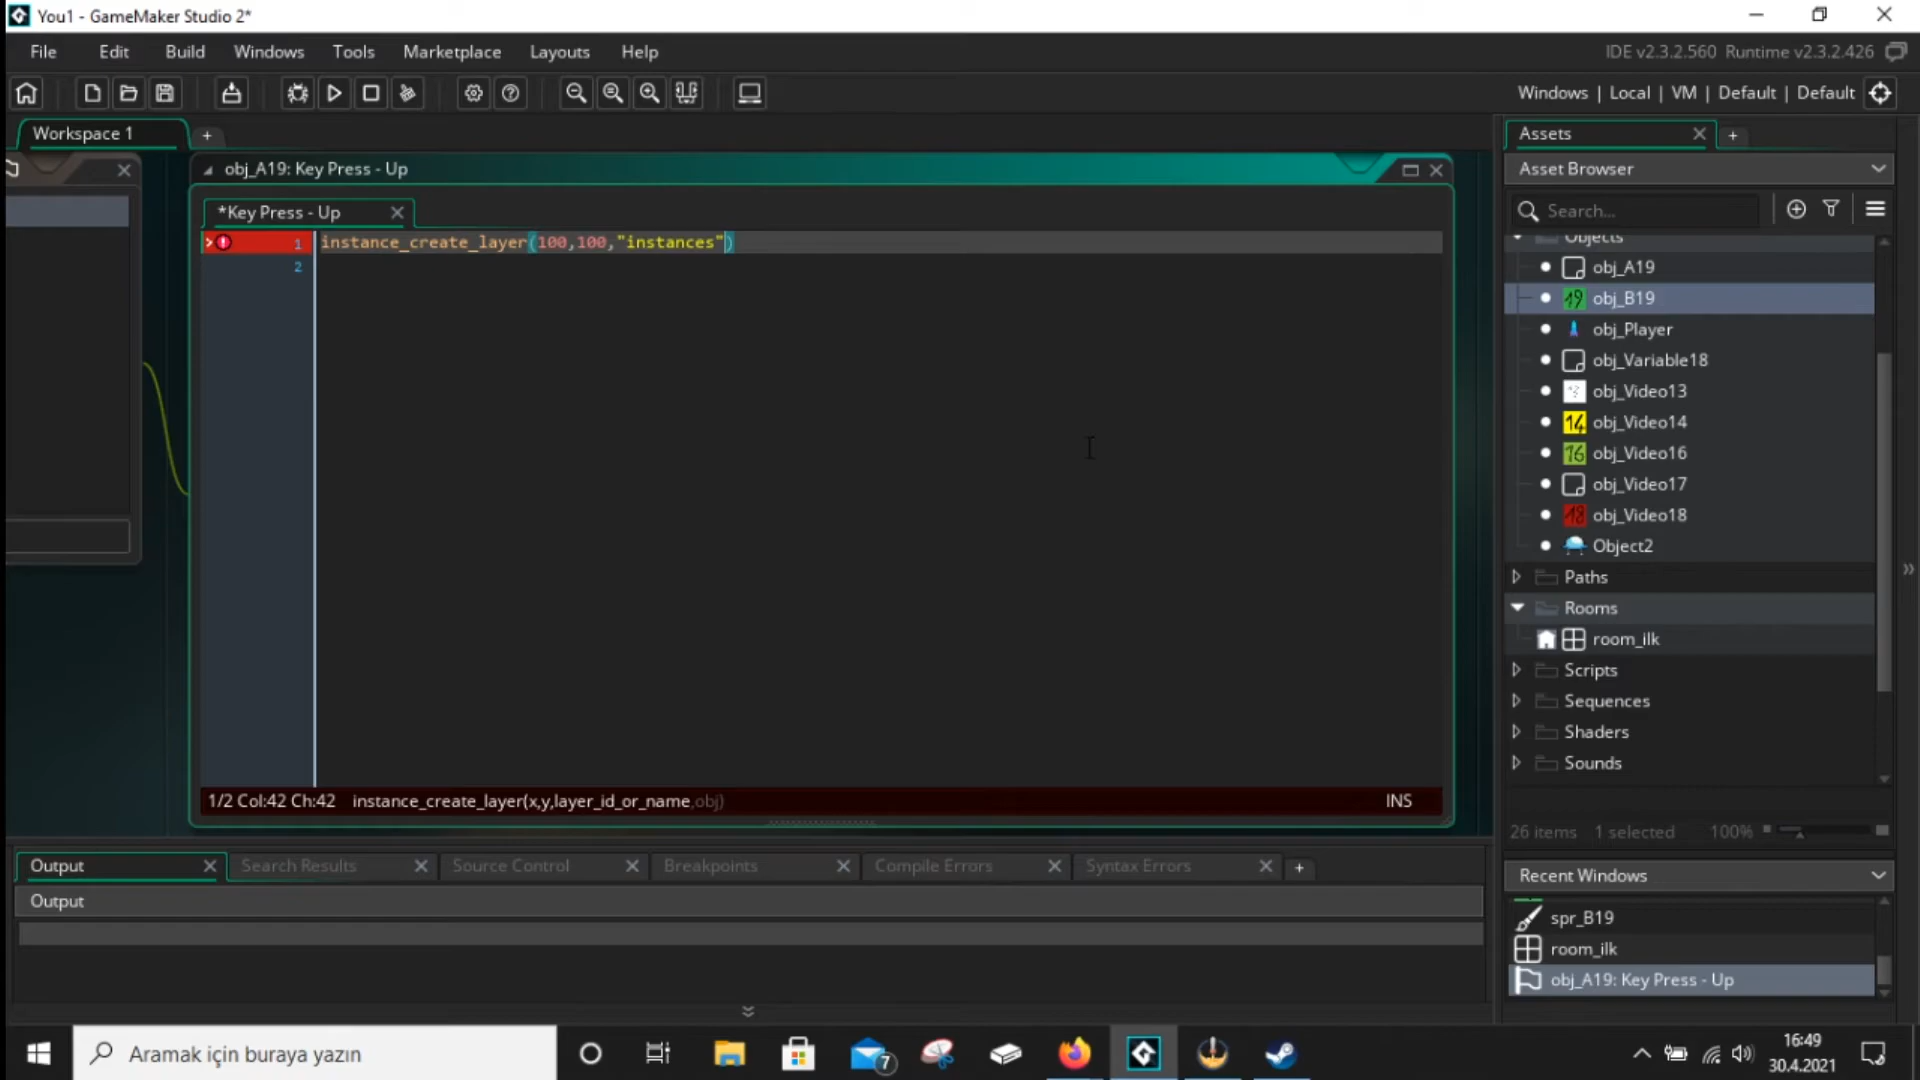 You1 - GameMaker Studio 2*
File Edit Build Windows Tools Marketplace Layouts Help
IDE v2.3.2.560 Runtime v2.3.2.426
Windows | Local | VM | Default | Default
Workspace 1
Assets
obj_A19: Key Press - Up
Asset Browser
*Key Press - Up
Search...
1 instance_create_layer(100,100,"instances")
2
Objects
obj_A19
obj_B19
obj_Player
obj_Variable18
obj_Video13
obj_Video14
obj_Video16
obj_Video17
obj_Video18
Object2
Paths
Rooms
room_ilk
Scripts
Sequences
Shaders
Sounds
1/2 Col:42 Ch:42 instance_create_layer(x,y,layer_id_or_name,obj) INS
26 items 1 selected 100%
Output Search Results Source Control Breakpoints Compile Errors Syntax Errors
Output
Recent Windows
spr_B19
room_ilk
obj_A19: Key Press - Up
Aramak için buraya yazın
7
16:49
30.4.2021